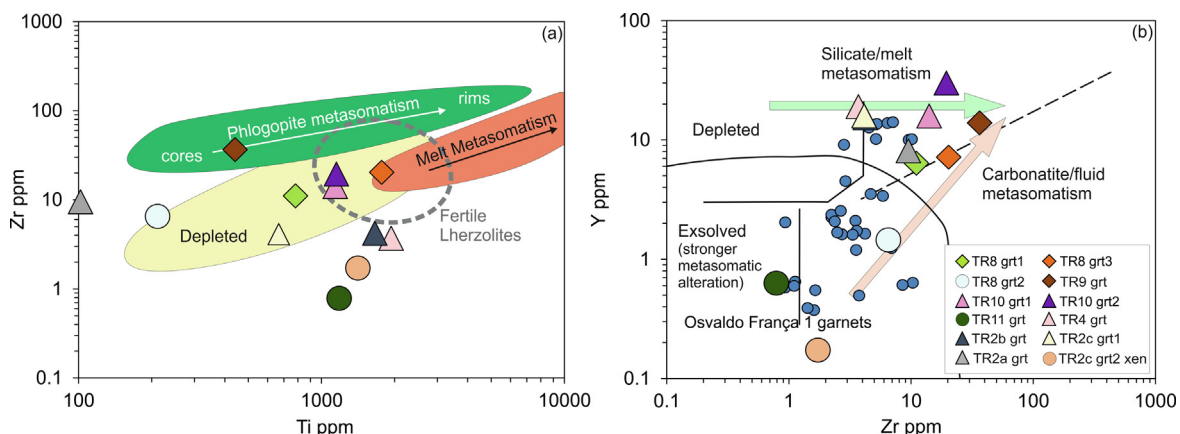 (a)
1000
100
10
1
0.1
Zr ppm
Phlogopite metasomatism
rims
cores
Melt Metasomatism
Depleted
Fertile
Lherzolites
100
1000
10000
Ti ppm
(b)
100
10
1
0.1
Y ppm
Silicate/melt
metasomatism
Depleted
Carbonatite/fluid
metasomatism
Exsolved
(stronger
metasomatic
alteration)
Osvaldo França 1 garnets
TR8 grt1
TR8 grt3
TR8 grt2
TR9 grt
TR10 grt1
TR10 grt2
TR11 grt
TR4 grt
TR2b grt
TR2c grt1
TR2a grt
TR2c grt2 xen
0.1
1
10
100
1000
Zr ppm